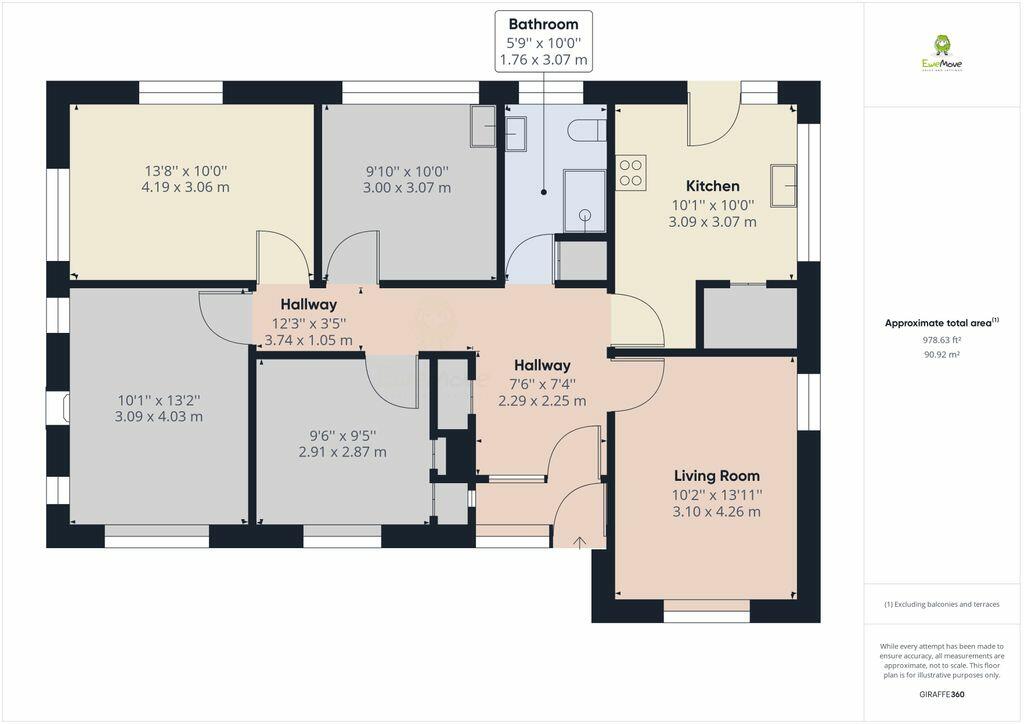 Bathroom
5'9'' x 10'0''
1.76 x 3.07 m
13'8'' x 10'0''
4.19 x 3.06 m
9'10'' x 10'0''
3.00 x 3.07 m
Kitchen
10'1'' x 10'0''
3.09 x 3.07 m
Hallway
12'3'' x 3'5''
3.74 x 1.05 m
Hallway
7'6'' x 7'4''
2.29 x 2.25 m
10'1'' x 13'2''
3.09 x 4.03 m
9'6'' x 9'5''
2.91 x 2.87 m
Living Room
10'2'' x 13'11''
3.10 x 4.26 m
EweMove
EweMove
Approximate total area(1)
978.63 ft²
90.92 m²
(1) Excluding balconies and terraces
While every attempt has been made to
ensure accuracy, all measurements are
approximate, not to scale. This floor
plan is for illustrative purposes only.
GIRAFFE360